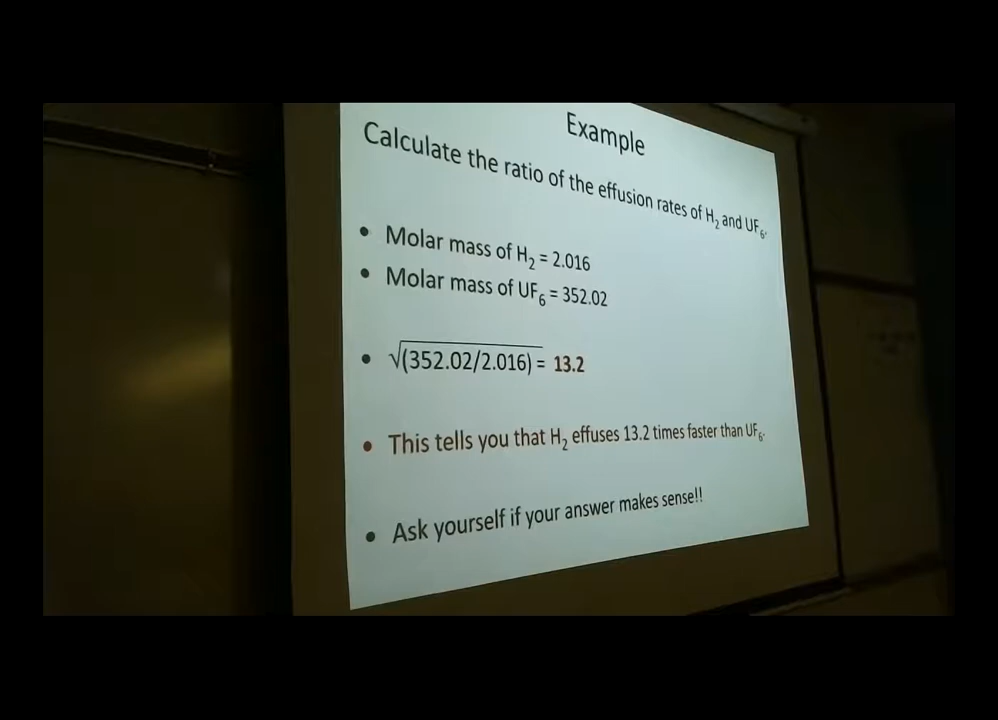 Example
Calculate the ratio of the effusion rates of H₂ and UF₆.
• Molar mass of H₂ = 2.016
• Molar mass of UF₆ = 352.02
• √(352.02/2.016) = 13.2
• This tells you that H₂ effuses 13.2 times faster than UF₆.
• Ask yourself if your answer makes sense!!